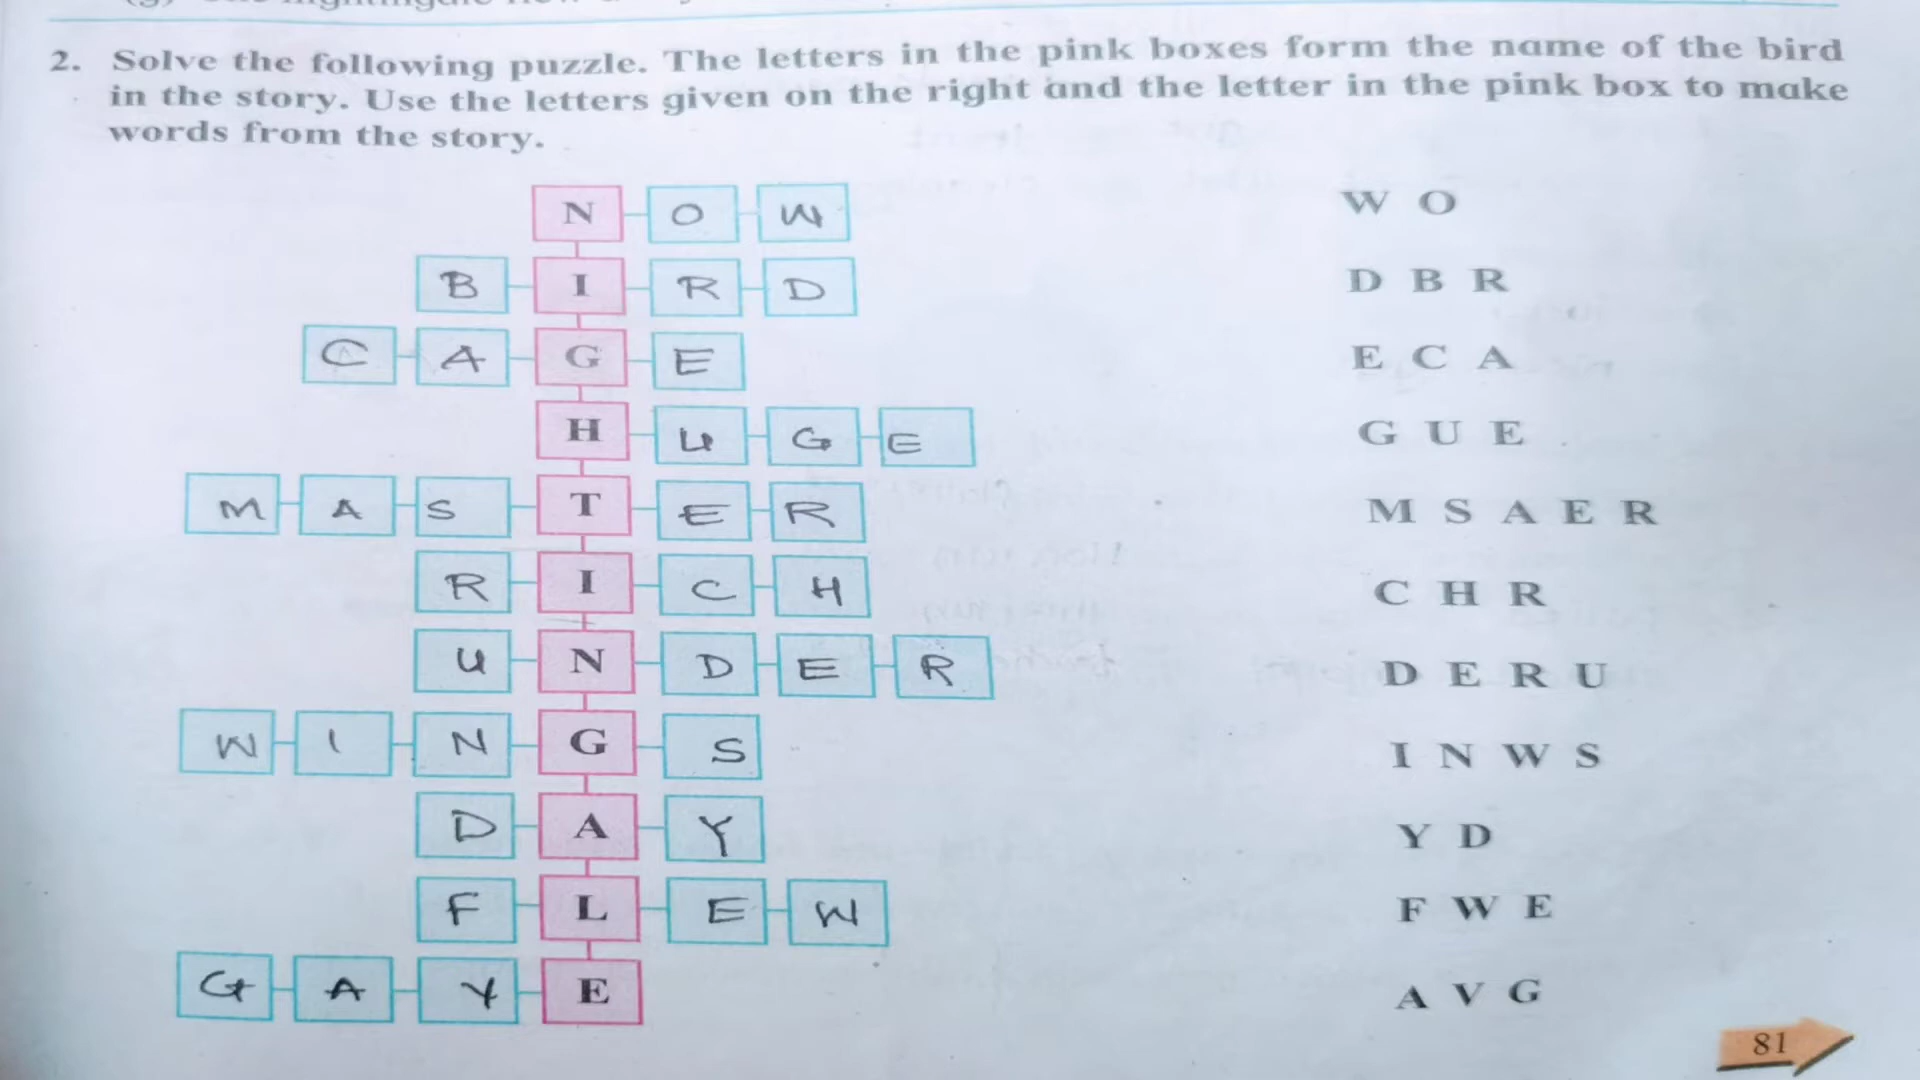 2. Solve the following puzzle. The letters in the pink boxes form the name of the bird
in the story. Use the letters given on the right and the letter in the pink box to make
words from the story.
N O W W O
B I R D D B R
C A G E E C A
H U G E G U E
M A S T E R M S A E R
R I C H C H R
U N D E R D E R U
W I N G S I N W S
D A Y Y D
F L E W F W E
G A Y E A V G
81